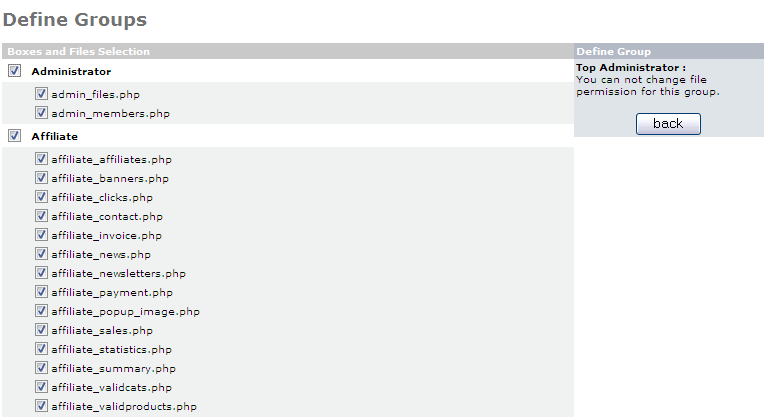 Define Groups
Boxes and Files Selection
Administrator
admin_files.php
admin_members.php
Affiliate
affiliate_affiliates.php
affiliate_banners.php
affiliate_clicks.php
affiliate_contact.php
affiliate_invoice.php
affiliate_news.php
affiliate_newsletters.php
affiliate_payment.php
affiliate_popup_image.php
affiliate_sales.php
affiliate_statistics.php
affiliate_summary.php
affiliate_validcats.php
affiliate_validproducts.php
Define Group
Top Administrator :
You can not change file
permission for this group.
back